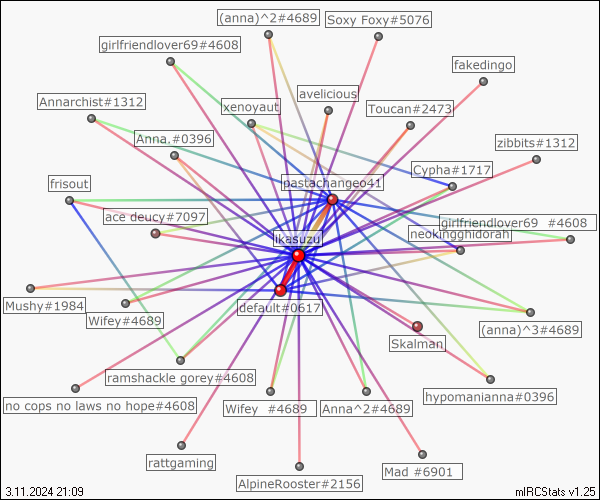 (anna)^2#4689
Soxy Foxy#5076
girlfriendlover69#4608
fakedingo
avelicious
Annarchist#1312
xenoyaut
Toucan#2473
Anna,#0396
zibbits#1312
Cypha#1717
frisout
pastachangeo41
ace deucy#7097
girlfriendlover69 #4608
neokingghidorah
ikasuzu
Mushy#1984
default#0617
Wifey#4689
(anna)^3#4689
Skalman
ramshackle gorey#4608
hypomanianna#0396
no cops no laws no hope#4608
Wifey #4689
Anna^2#4689
rattgaming
Mad #6901
AlpineRooster#2156
3.11.2024 21:09
mIRCStats v1.25